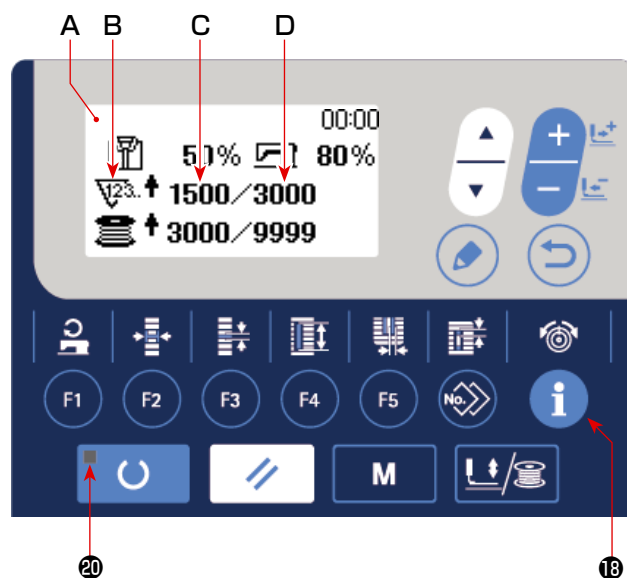 A B C D
00:00
50% 80%
123.. 1500/3000
3000/9999
+
−
F1 F2 F3 F4 F5 No. i
M /
⓴ ⓲